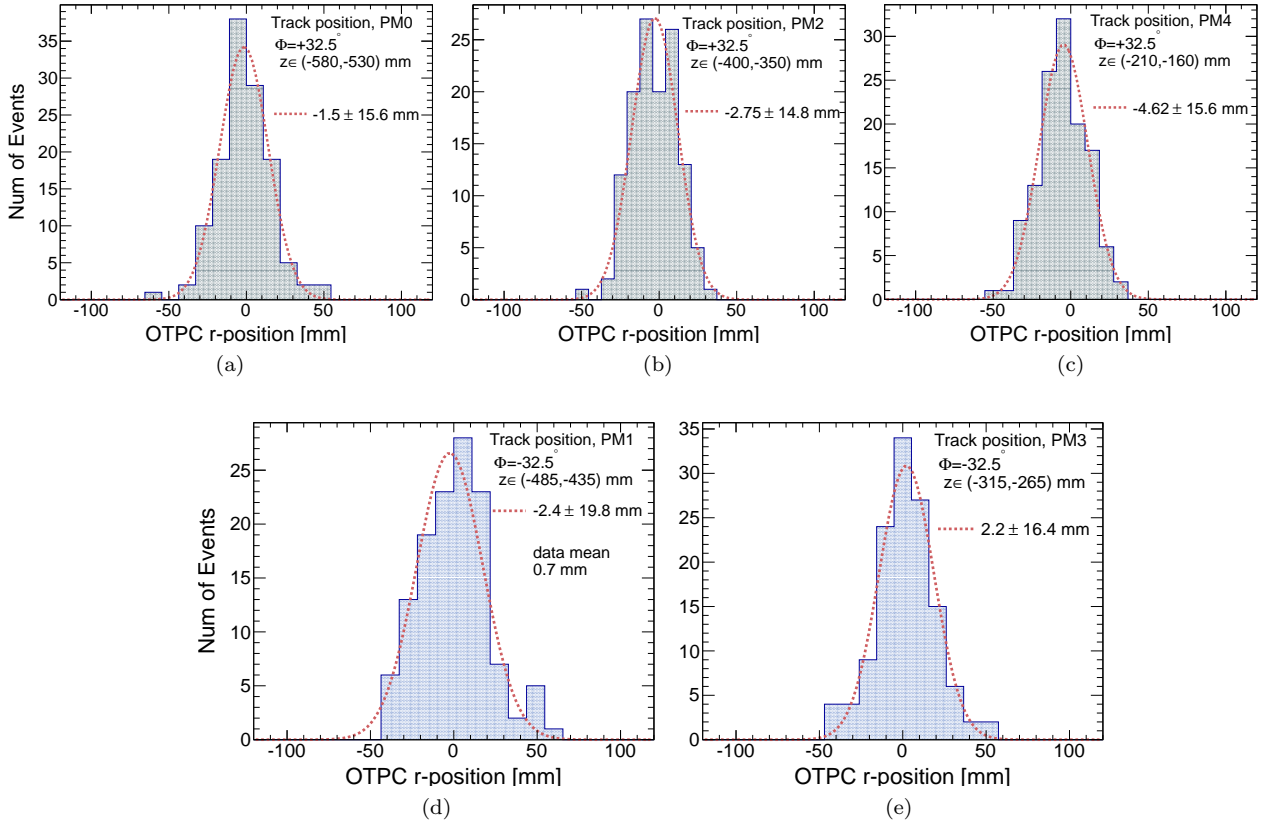 Track position, PM0
Φ=+32.5°
z∈ (-580,-530) mm
-1.5 ± 15.6 mm
Num of Events
35
30
25
20
15
10
5
0
-100 -50 0 50 100
OTPC r-position [mm]
(a)
Track position, PM2
Φ=+32.5°
z∈ (-400,-350) mm
-2.75 ± 14.8 mm
25
20
15
10
5
0
-100 -50 0 50 100
OTPC r-position [mm]
(b)
Track position, PM4
Φ=+32.5°
z∈ (-210,-160) mm
-4.62 ± 15.6 mm
30
25
20
15
10
5
0
-100 -50 0 50 100
OTPC r-position [mm]
(c)
Track position, PM1
Φ=-32.5°
z∈ (-485,-435) mm
-2.4 ± 19.8 mm
data mean
0.7 mm
Num of Events
25
20
15
10
5
0
-100 -50 0 50 100
OTPC r-position [mm]
(d)
Track position, PM3
Φ=-32.5°
z∈ (-315,-265) mm
2.2 ± 16.4 mm
35
30
25
20
15
10
5
0
-100 -50 0 50 100
OTPC r-position [mm]
(e)